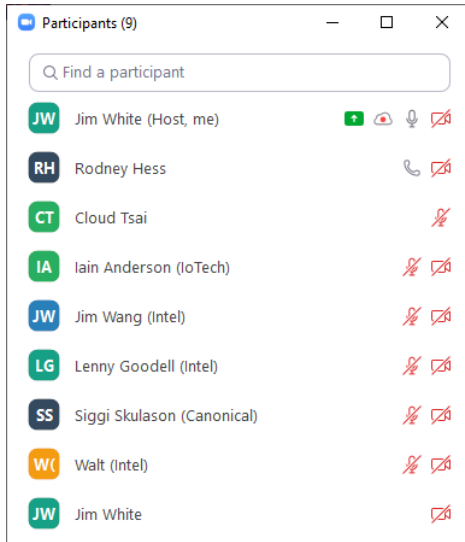 Participants (9)
Find a participant
JW Jim White (Host, me)
RH Rodney Hess
CT Cloud Tsai
IA Iain Anderson (IoTech)
JW Jim Wang (Intel)
LG Lenny Goodell (Intel)
SS Siggi Skulason (Canonical)
W( Walt (Intel)
JW Jim White